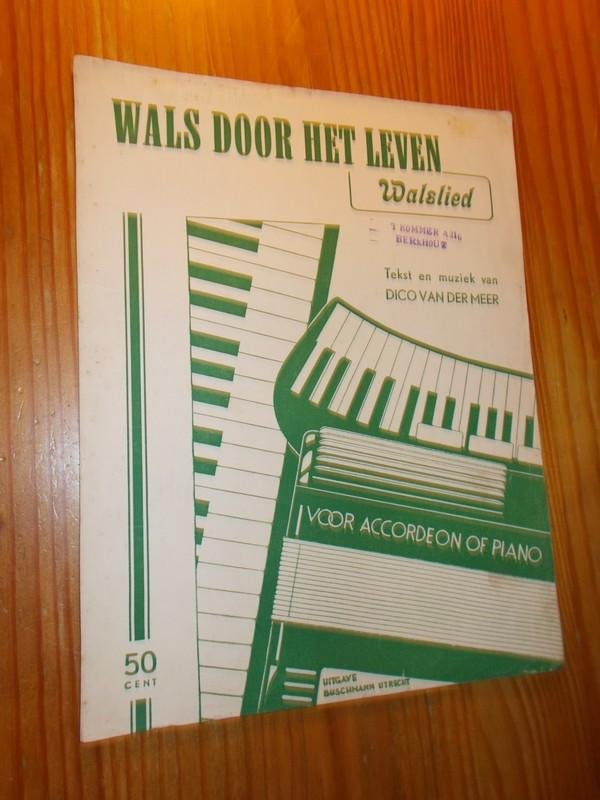 WALS DOOR HET LEVEN
Walslied
BERKHOUT
Tekst en muziek van
DICO VAN DER MEER
VOOR ACCORDEON OF PIANO
50
CENT
UITGAVE
BUSCHMANN UTRECHT